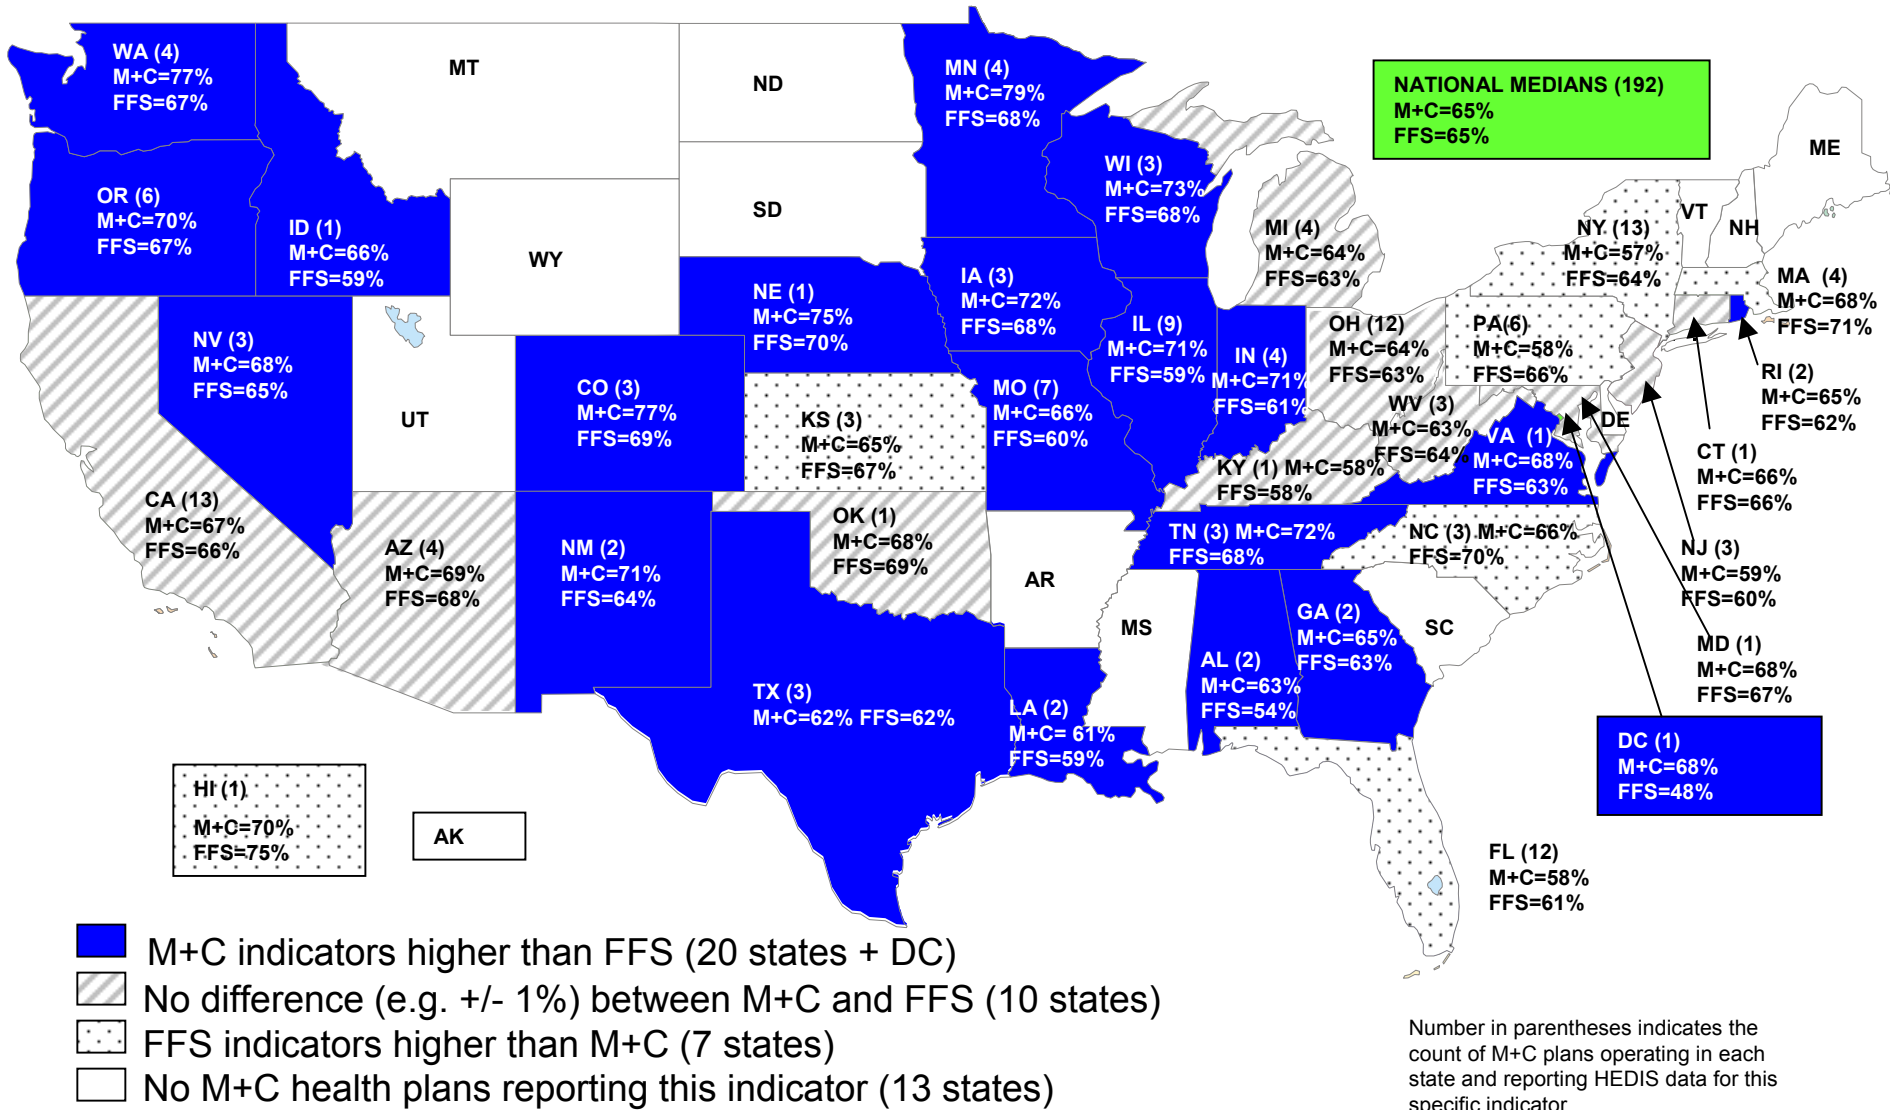 WA (4)
M+C=77%
FFS=67%
MT
ND
MN (4)
M+C=79%
FFS=68%
NATIONAL MEDIANS (192)
M+C=65%
FFS=65%
ME
OR (6)
M+C=70%
FFS=67%
ID (1)
M+C=66%
FFS=59%
WY
SD
WI (3)
M+C=73%
FFS=68%
MI (4)
M+C=64%
FFS=63%
NY (13)
M+C=57%
FFS=64%
VT
NH
MA (4)
M+C=68%
FFS=71%
NV (3)
M+C=68%
FFS=65%
NE (1)
M+C=75%
FFS=70%
IA (3)
M+C=72%
FFS=68%
IL (9)
M+C=71%
FFS=59%
IN (4)
M+C=71%
FFS=61%
OH (12)
M+C=64%
FFS=63%
PA(6)
M+C=58%
FFS=66%
RI (2)
M+C=65%
FFS=62%
UT
CO (3)
M+C=77%
FFS=69%
KS (3)
M+C=65%
FFS=67%
MO (7)
M+C=66%
FFS=60%
WV (3)
M+C=63%
FFS=64%
DE
VA (1)
M+C=68%
FFS=63%
CT (1)
M+C=66%
FFS=66%
KY (1) M+C=58%
FFS=58%
CA (13)
M+C=67%
FFS=66%
AZ (4)
M+C=69%
FFS=68%
NM (2)
M+C=71%
FFS=64%
OK (1)
M+C=68%
FFS=69%
AR
TN (3) M+C=72%
FFS=68%
NC (3) M+C=66%
FFS=70%
NJ (3)
M+C=59%
FFS=60%
MS
AL (2)
M+C=63%
FFS=54%
GA (2)
M+C=65%
FFS=63%
SC
MD (1)
M+C=68%
FFS=67%
TX (3)
M+C=62% FFS=62%
LA (2)
M+C= 61%
FFS=59%
DC (1)
M+C=68%
FFS=48%
HI (1)
M+C=70%
FFS=75%
AK
FL (12)
M+C=58%
FFS=61%
M+C indicators higher than FFS (20 states + DC)
No difference (e.g. +/- 1%) between M+C and FFS (10 states)
FFS indicators higher than M+C (7 states)
No M+C health plans reporting this indicator (13 states)
Number in parentheses indicates the
count of M+C plans operating in each
state and reporting HEDIS data for this
specific indicator